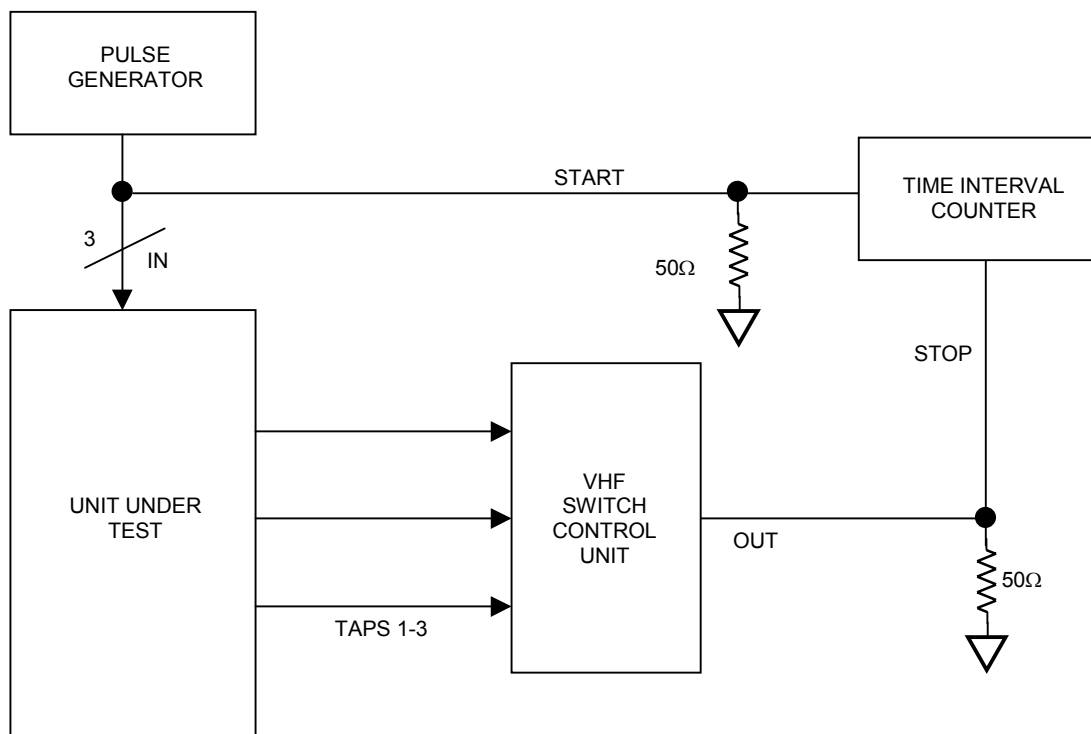 PULSE
GENERATOR
START
TIME INTERVAL
COUNTER
3
IN
50Ω
STOP
UNIT UNDER
TEST
VHF
SWITCH
CONTROL
UNIT
OUT
50Ω
TAPS 1-3